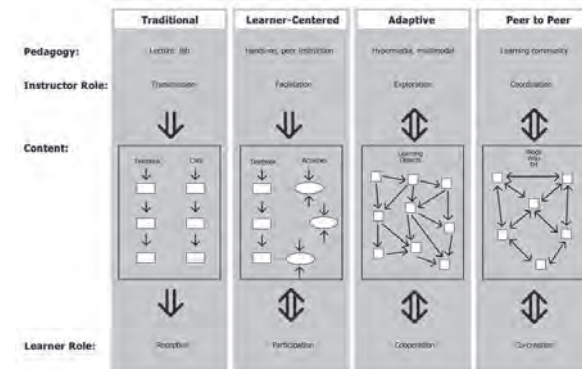 Traditional
Learner-Centered
Adaptive
Peer to Peer
Pedagogy:
Lecture, lab
Hands-on, peer instruction
Hypermedia, multimodal
Learning community
Instructor Role:
Transmission
Facilitation
Exploration
Coordination
Content:
Textbook
Textbook
Activities
Learning
Objects
Learner Role:
Reception
Participation
Cooperation
Co-creation